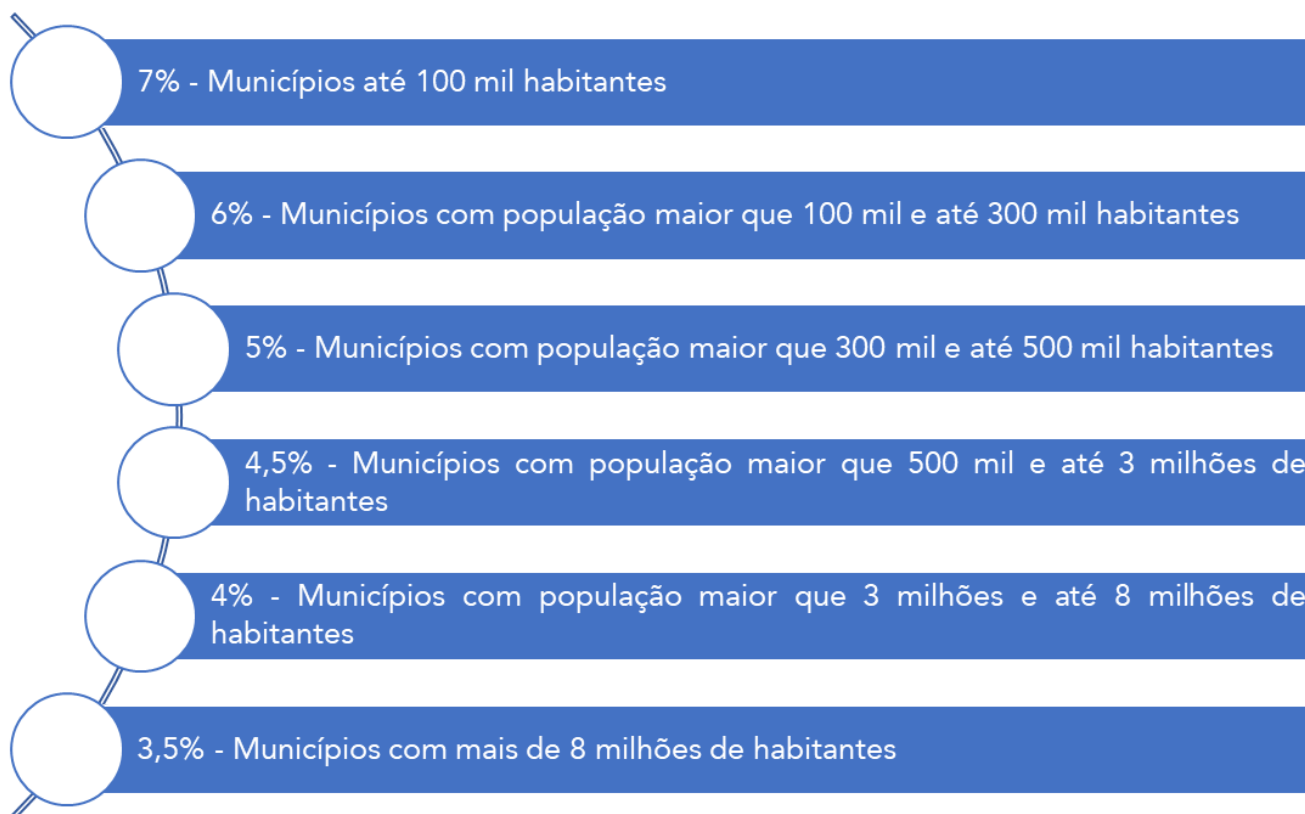 7% - Municípios até 100 mil habitantes
6% - Municípios com população maior que 100 mil e até 300 mil habitantes
5% - Municípios com população maior que 300 mil e até 500 mil habitantes
4,5% - Municípios com população maior que 500 mil e até 3 milhões de
habitantes
4% - Municípios com população maior que 3 milhões e até 8 milhões de
habitantes
3,5% - Municípios com mais de 8 milhões de habitantes